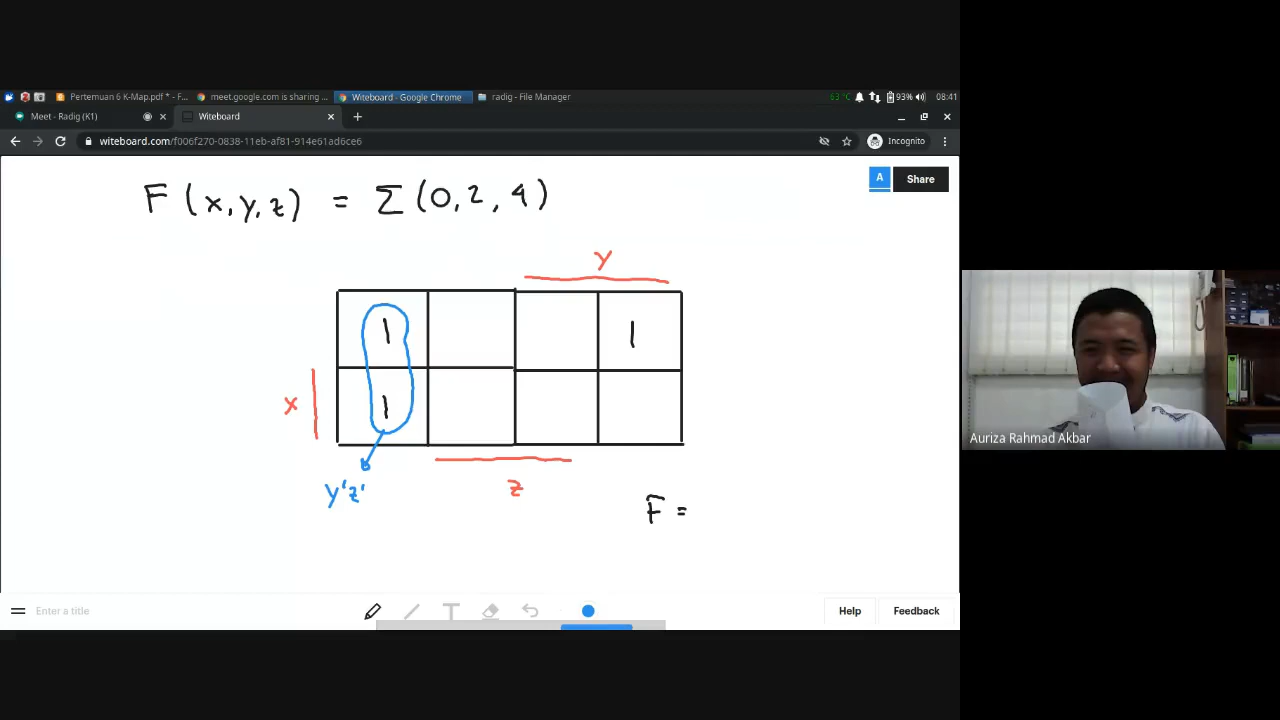 Pertemuan 6 K-Map.pdf * - F...
meet.google.com is sharing ...
Witeboard - Google Chrome
radig - File Manager
63 °C
93%
08:41
Meet - Radig (K1)
Witeboard
witeboard.com/f006f270-0838-11eb-af81-914e61ad6ce6
Incognito
F (x, y, z) = Σ (0, 2, 4)
A
Share
y
1 1
x 1
y'z'
z
F =
Auriza Rahmad Akbar
Enter a title
T
Help
Feedback